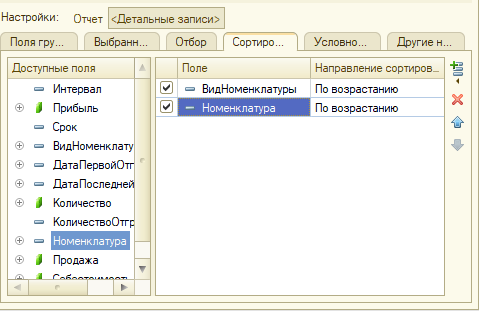 Настройки: Отчет <Детальные записи>
Поля гру... Выбранн... Отбор Сортиро... Условно... Другие н...
Доступные поля Поле Направление сортиров...
Интервал
Прибыль
Срок
ВидНоменклату
ДатаПервойОтг
ДатаПоследней
Количество
КоличествоОтгр
Номенклатура
Продажа
Себестоимость
ВидНоменклатуры По возрастанию
Номенклатура По возрастанию